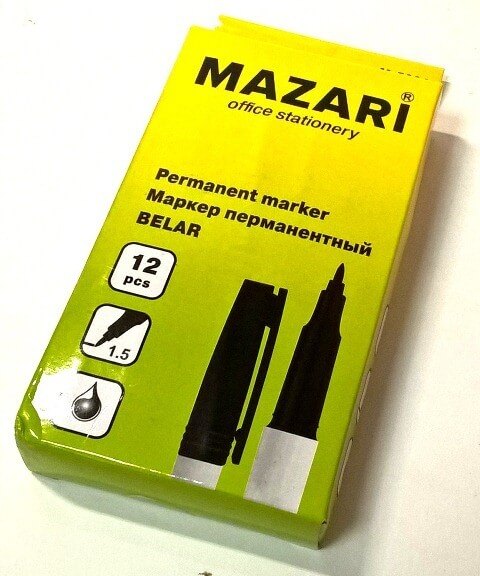 MAZARi®
office stationery
Permanent marker
Маркер перманентный
BELAR
12
pcs
1.5